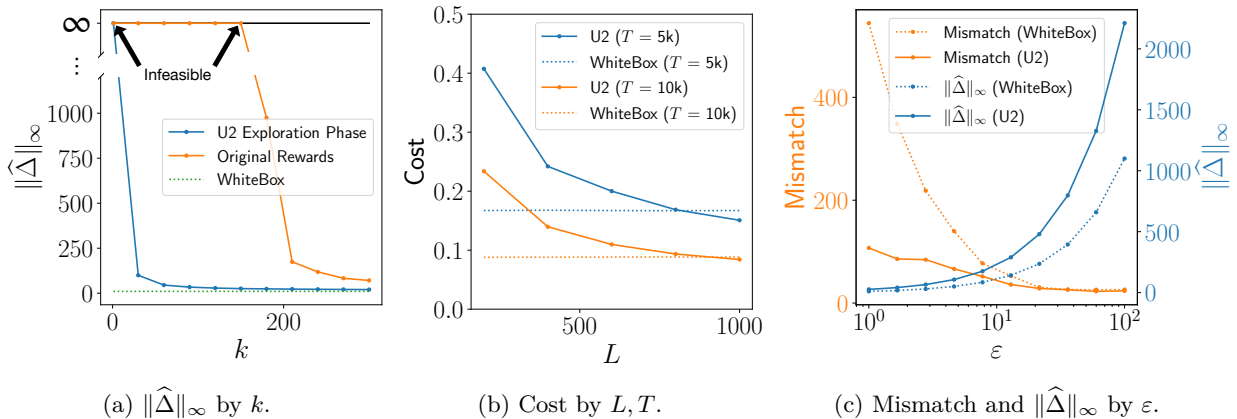 ∞
...
1000
750
500
250
0
‖Δ̂‖∞
Infeasible
U2 Exploration Phase
Original Rewards
WhiteBox
0
200
k
(a) ‖Δ̂‖∞ by k.
0.5
0.4
0.3
0.2
0.1
0.0
Cost
U2 (T = 5k)
WhiteBox (T = 5k)
U2 (T = 10k)
WhiteBox (T = 10k)
500
1000
L
(b) Cost by L, T.
400
200
0
Mismatch
Mismatch (WhiteBox)
Mismatch (U2)
‖Δ̂‖∞ (WhiteBox)
‖Δ̂‖∞ (U2)
2000
1500
1000
500
0
‖Δ̂‖∞
10⁰
10¹
10²
ε
(c) Mismatch and ‖Δ̂‖∞ by ε.